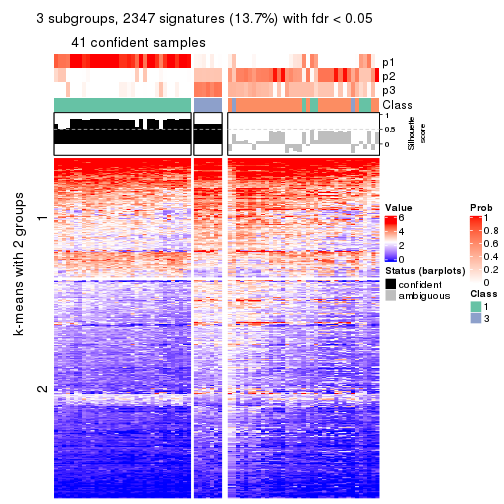 3 subgroups, 2347 signatures (13.7%) with fdr < 0.05
41 confident samples
p1
p2
p3
Class
1
0.5
0
Silhouette
score
k-means with 2 groups
1
2
Value
6
4
2
0
Status (barplots)
confident
ambiguous
Prob
1
0.8
0.6
0.4
0.2
0
Class
1
3